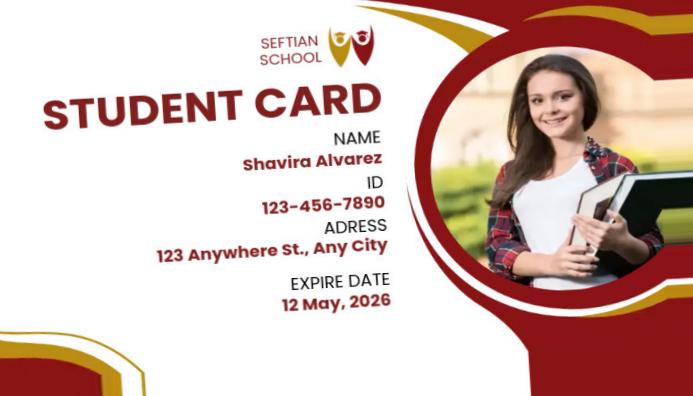 SEFTIAN
SCHOOL
STUDENT CARD
NAME
Shavira Alvarez
ID
123-456-7890
ADRESS
123 Anywhere St., Any City
EXPIRE DATE
12 May, 2026